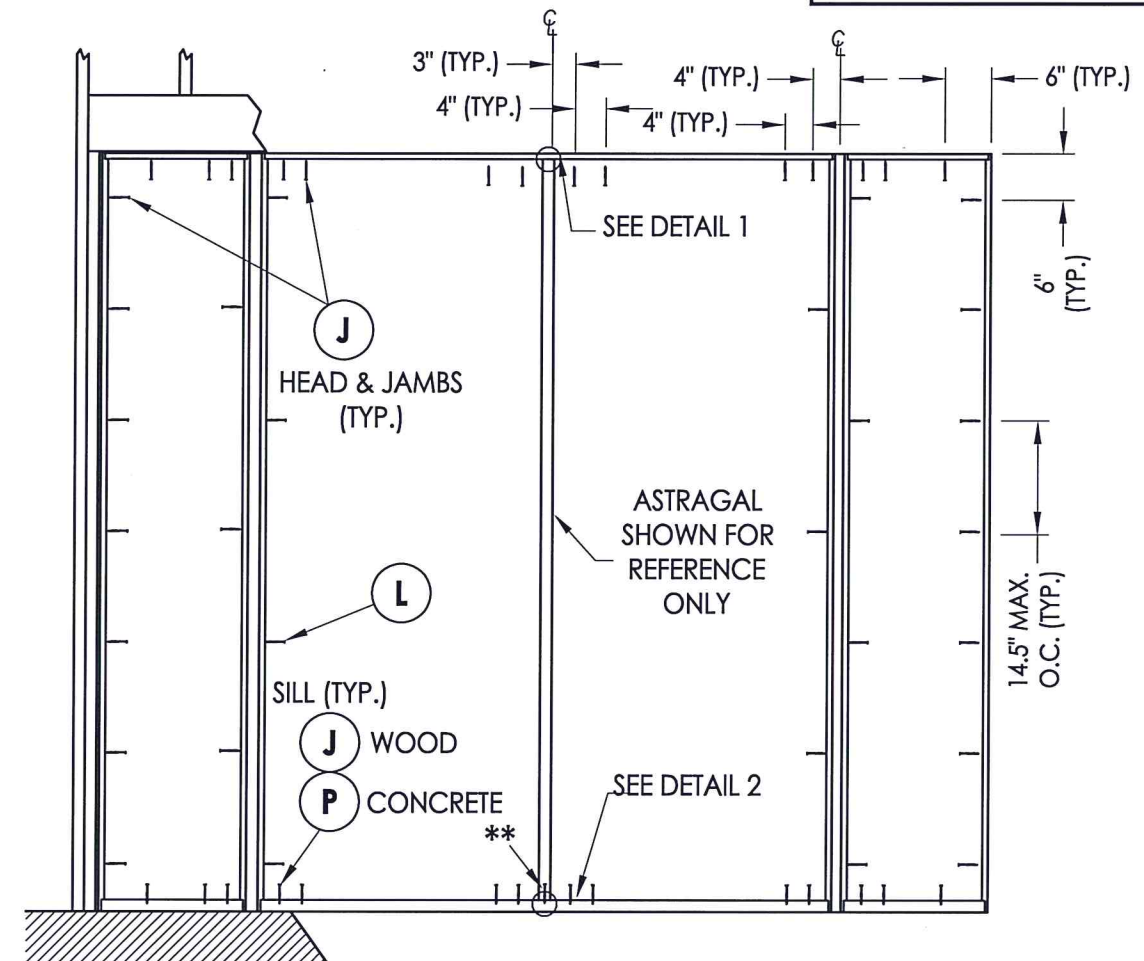 ℄
℄
3" (TYP.)
4" (TYP.)
6" (TYP.)
4" (TYP.)
4" (TYP.)
SEE DETAIL 1
6"
(TYP.)
J
HEAD & JAMBS
(TYP.)
ASTRAGAL
SHOWN FOR
REFERENCE
ONLY
14.5" MAX.
O.C. (TYP.)
L
SILL (TYP.)
J WOOD
P CONCRETE
SEE DETAIL 2
**